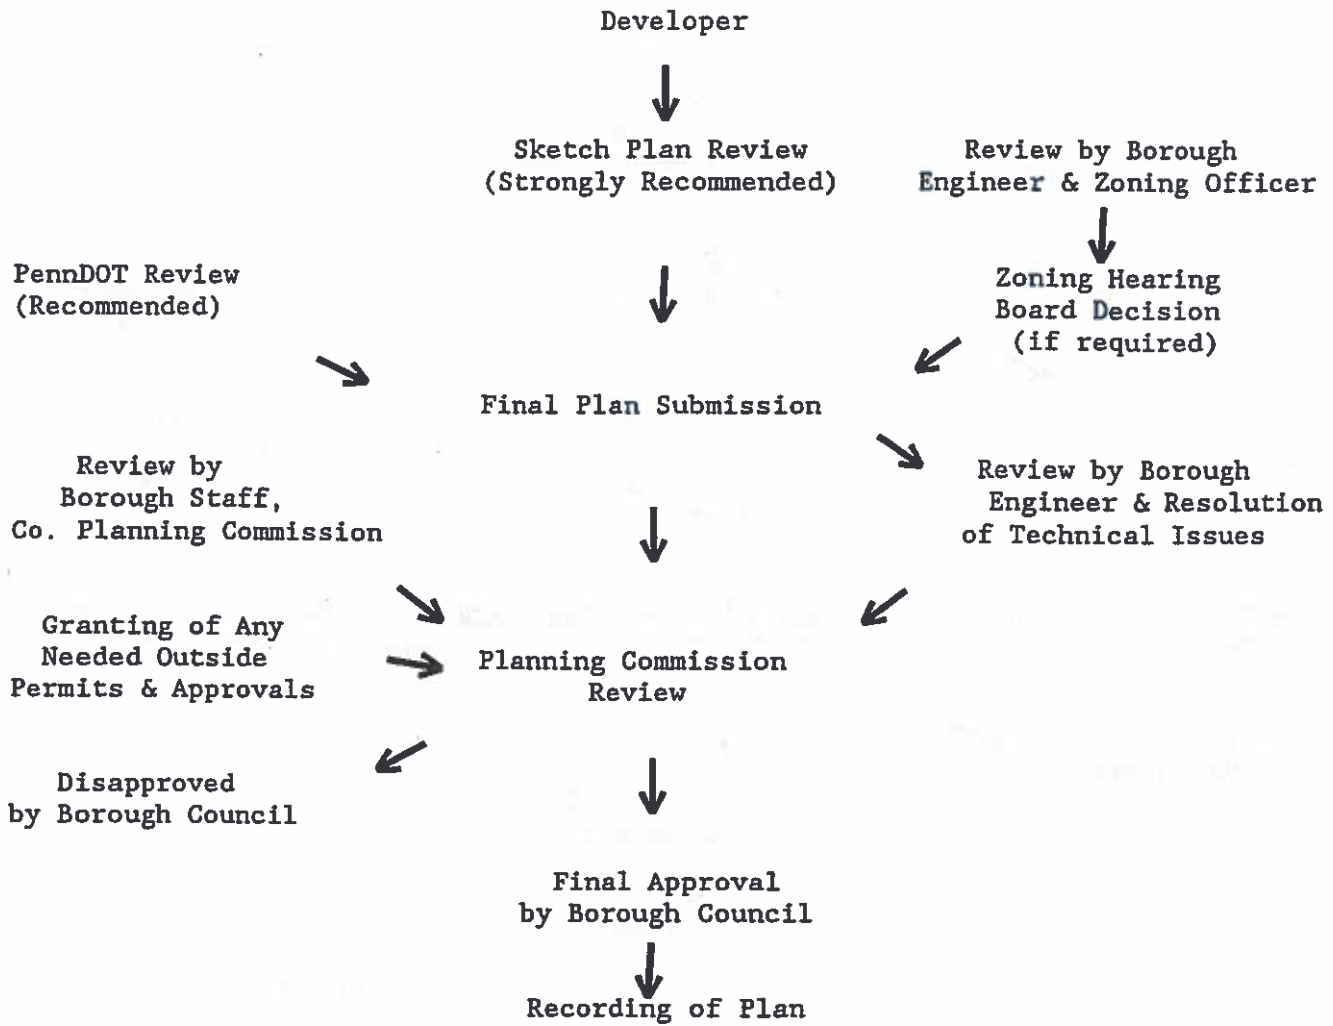 Developer
Sketch Plan Review
(Strongly Recommended)
Review by Borough
Engineer & Zoning Officer
PennDOT Review
(Recommended)
Zoning Hearing
Board Decision
(if required)
Final Plan Submission
Review by
Borough Staff,
Co. Planning Commission
Review by Borough
Engineer & Resolution
of Technical Issues
Granting of Any
Needed Outside
Permits & Approvals
Planning Commission
Review
Disapproved
by Borough Council
Final Approval
by Borough Council
Recording of Plan